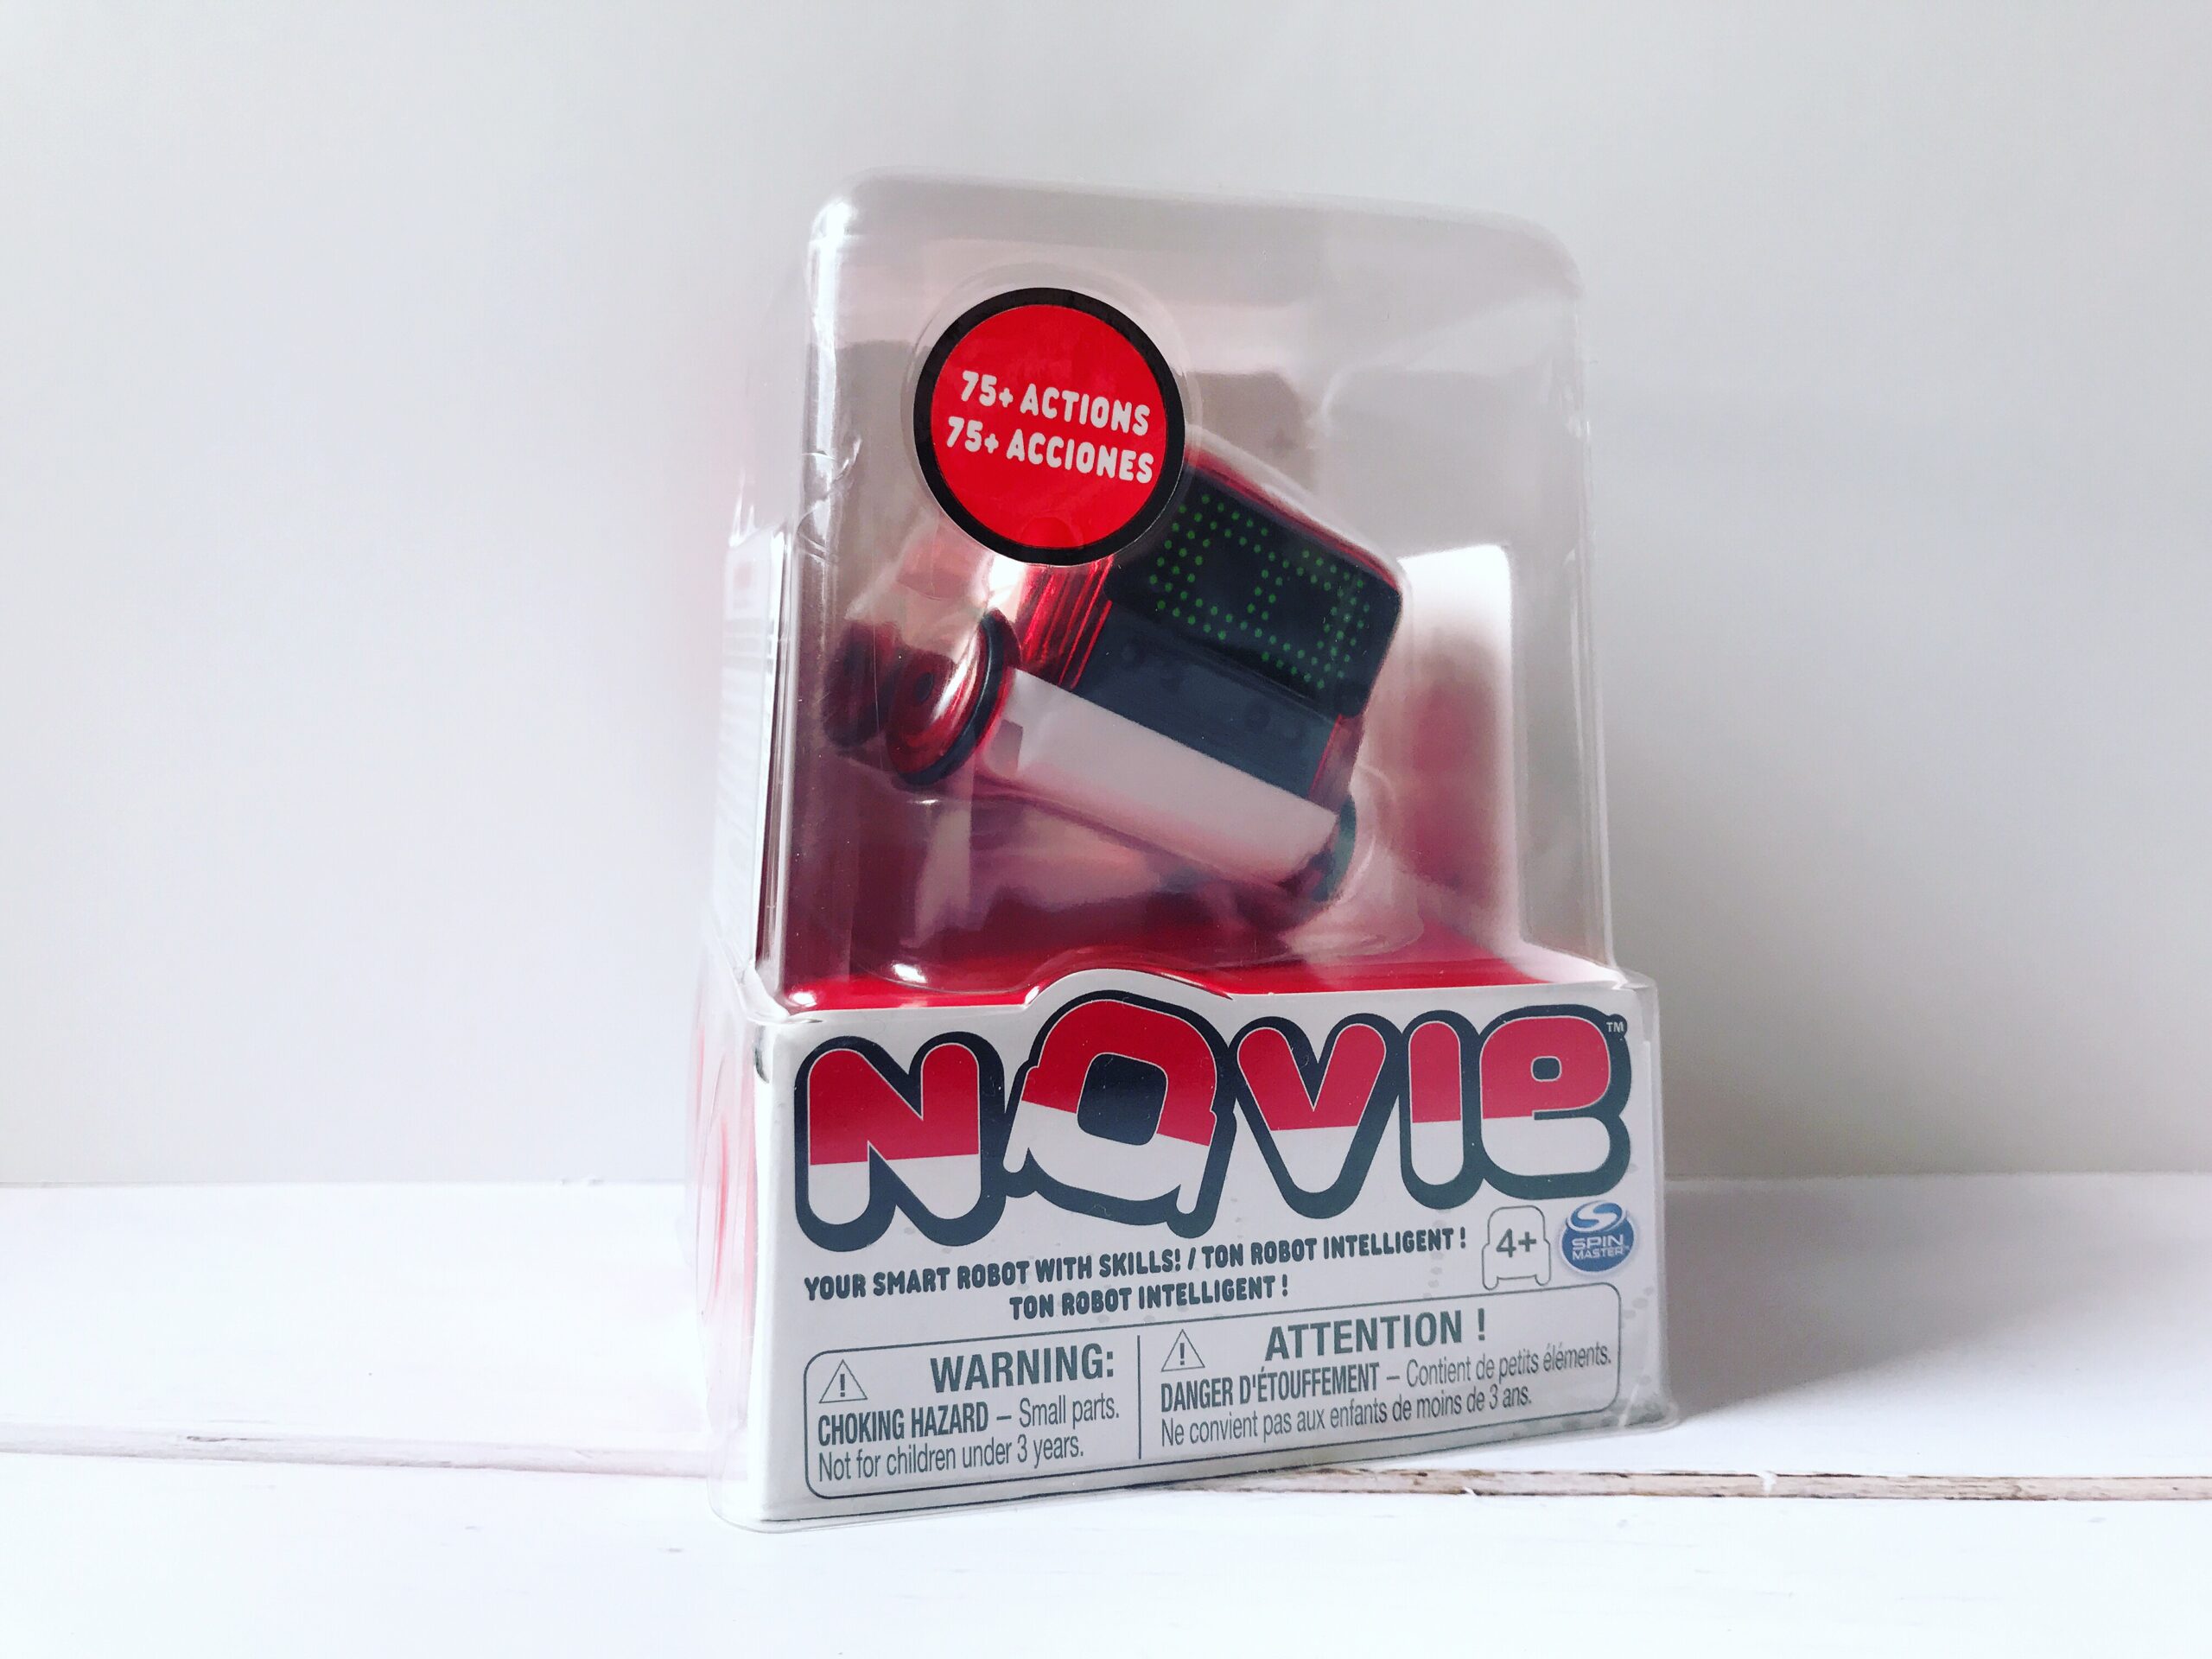 75+ ACTIONS
75+ ACCIONES
NOVIE™
YOUR SMART ROBOT WITH SKILLS! / TON ROBOT INTELLIGENT !
TON ROBOT INTELLIGENT !
4+
SPIN
MASTER™
WARNING:
CHOKING HAZARD – Small parts.
Not for children under 3 years.
ATTENTION !
DANGER D'ÉTOUFFEMENT – Contient de petits éléments.
Ne convient pas aux enfants de moins de 3 ans.